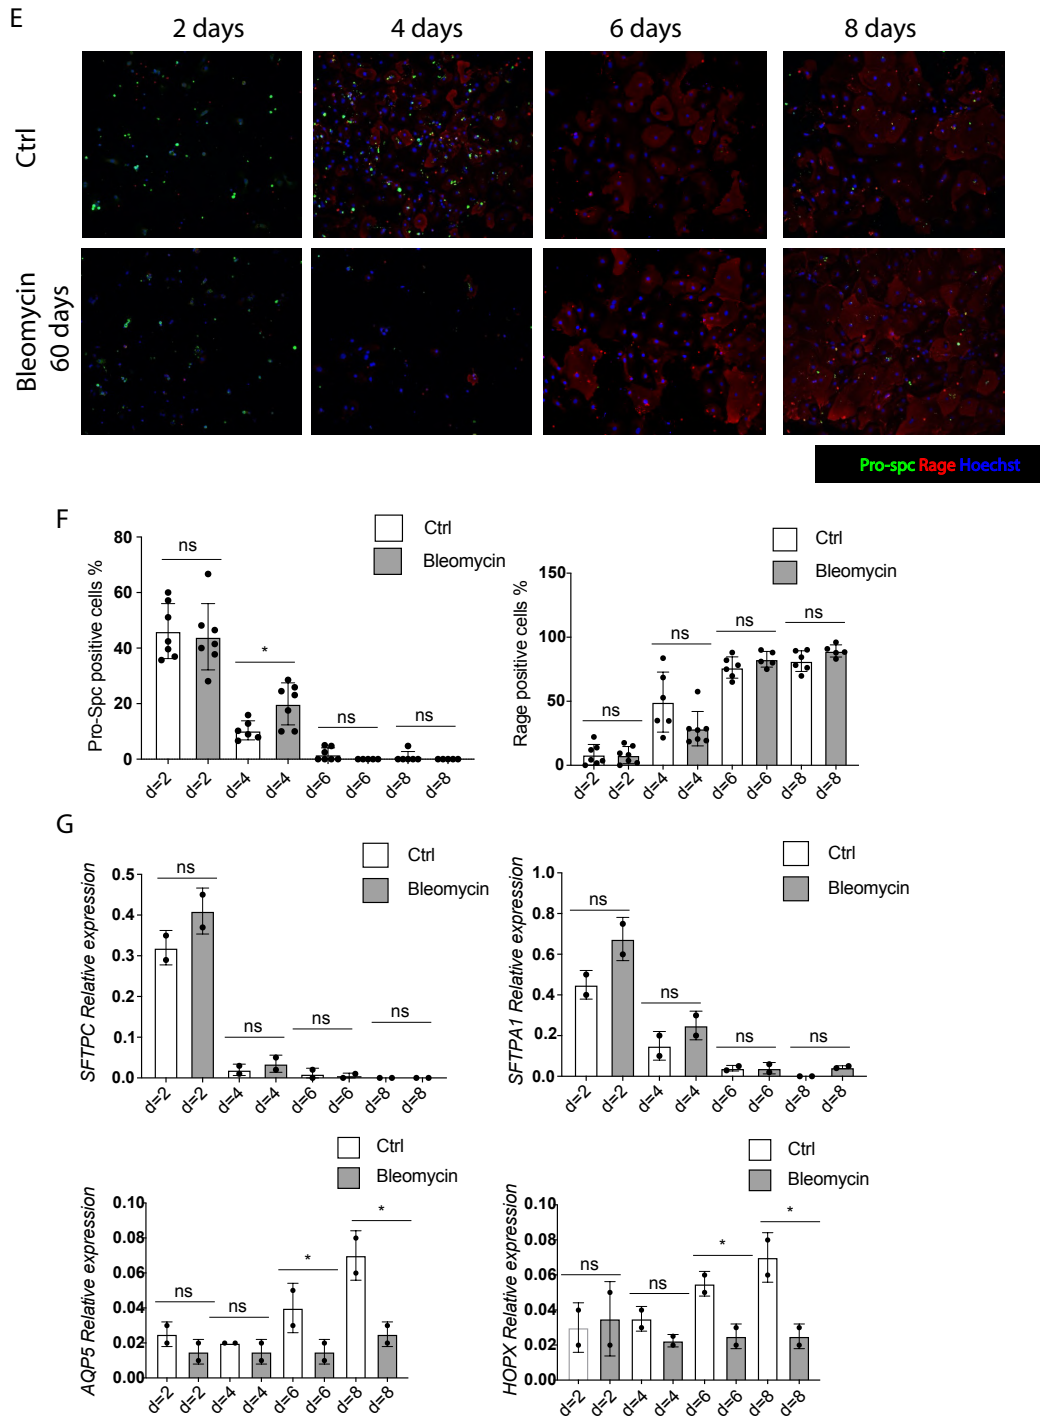 E
2 days 4 days 6 days 8 days
Ctrl
Bleomycin
60 days
Pro-spc Rage Hoechst
F
Ctrl
Bleomycin
Pro-Spc positive cells %
80
60
40
20
0
ns
*
ns
ns
d=2 d=2 d=4 d=4 d=6 d=6 d=8 d=8
Ctrl
Bleomycin
Rage positive cells %
150
100
50
0
ns
ns
ns
ns
d=2 d=2 d=4 d=4 d=6 d=6 d=8 d=8
G
Ctrl
Bleomycin
SFTPC Relative expression
0.5
0.4
0.3
0.2
0.1
0.0
ns
ns
ns
ns
d=2 d=2 d=4 d=4 d=6 d=6 d=8 d=8
Ctrl
Bleomycin
SFTPA1 Relative expression
1.0
0.8
0.6
0.4
0.2
0.0
ns
ns
ns
ns
d=2 d=2 d=4 d=4 d=6 d=6 d=8 d=8
Ctrl
Bleomycin
AQP5 Relative expression
0.10
0.08
0.06
0.04
0.02
0.00
ns
ns
*
*
d=2 d=2 d=4 d=4 d=6 d=6 d=8 d=8
Ctrl
Bleomycin
HOPX Relative expression
0.10
0.08
0.06
0.04
0.02
0.00
ns
ns
*
*
d=2 d=2 d=4 d=4 d=6 d=6 d=8 d=8